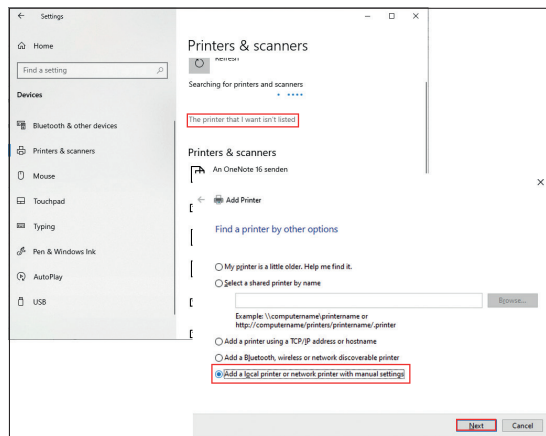 Settings
Home
Find a setting
Devices
Bluetooth & other devices
Printers & scanners
Mouse
Touchpad
Typing
Pen & Windows Ink
AutoPlay
USB
Printers & scanners
Refresh
Searching for printers and scanners
The printer that I want isn't listed
Printers & scanners
An OneNote 16 senden
Add Printer
Find a printer by other options
My printer is a little older. Help me find it.
Select a shared printer by name
Browse...
Example: \\computername\printername or
http://computername/printers/printername/.printer
Add a printer using a TCP/IP address or hostname
Add a Bluetooth, wireless or network discoverable printer
Add a local printer or network printer with manual settings
Next
Cancel